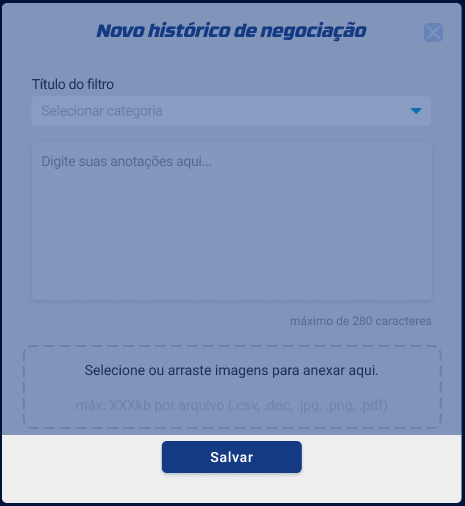 Novo histórico de negociação
Título do filtro
Selecionar categoria
Digite suas anotações aqui...
máximo de 280 caracteres
Selecione ou arraste imagens para anexar aqui.
máx. XXXkb por arquivo (.csv, .doc, .jpg, .png, .pdf)
Salvar